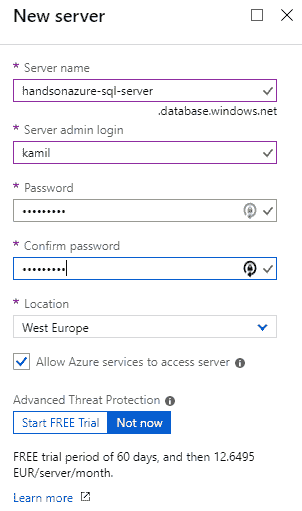 New server
* Server name
handsonazure-sql-server
.database.windows.net
* Server admin login
kamil
* Password
•••••••••
* Confirm password
•••••••••
* Location
West Europe
Allow Azure services to access server
Advanced Threat Protection
Start FREE Trial Not now
FREE trial period of 60 days, and then 12.6495
EUR/server/month.
Learn more